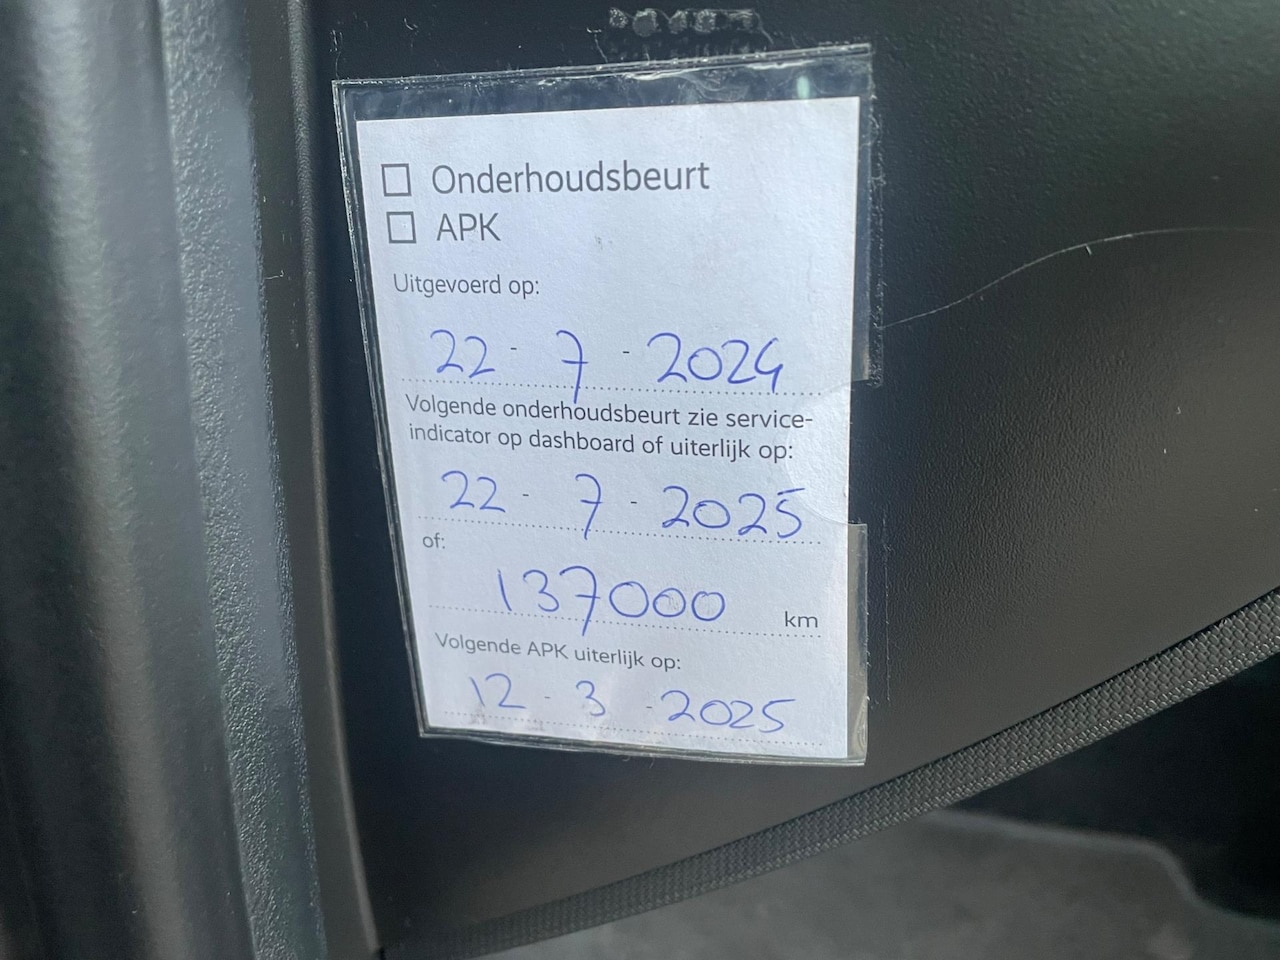 Onderhoudsbeurt
APK
Uitgevoerd op:
22 - 7 - 2024
Volgende onderhoudsbeurt zie service-
indicator op dashboard of uiterlijk op:
22 - 7 - 2025
of:
137000 km
Volgende APK uiterlijk op:
12 - 3 - 2025